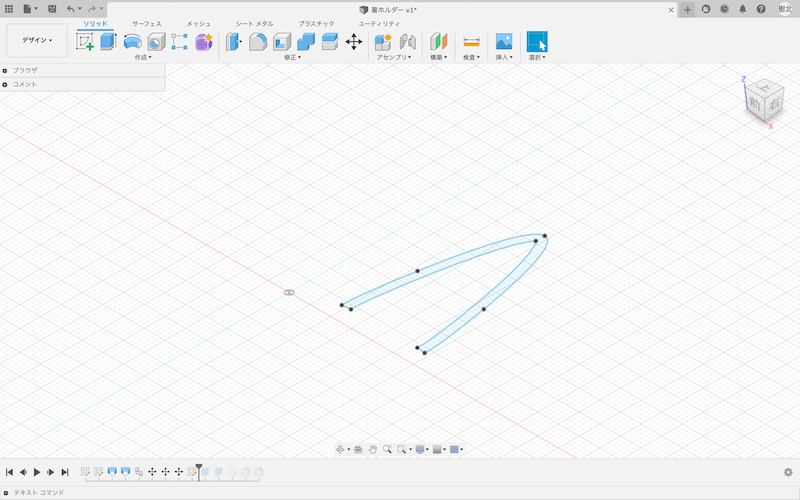 箸ホルダー v1*
樹北
ソリッド サーフェス メッシュ シート メタル プラスチック ユーティリティ
デザイン
作成 修正 アセンブリ 構築 検査 挿入 選択
ブラウザ
コメント
Z
上
前 右
X
テキスト コマンド